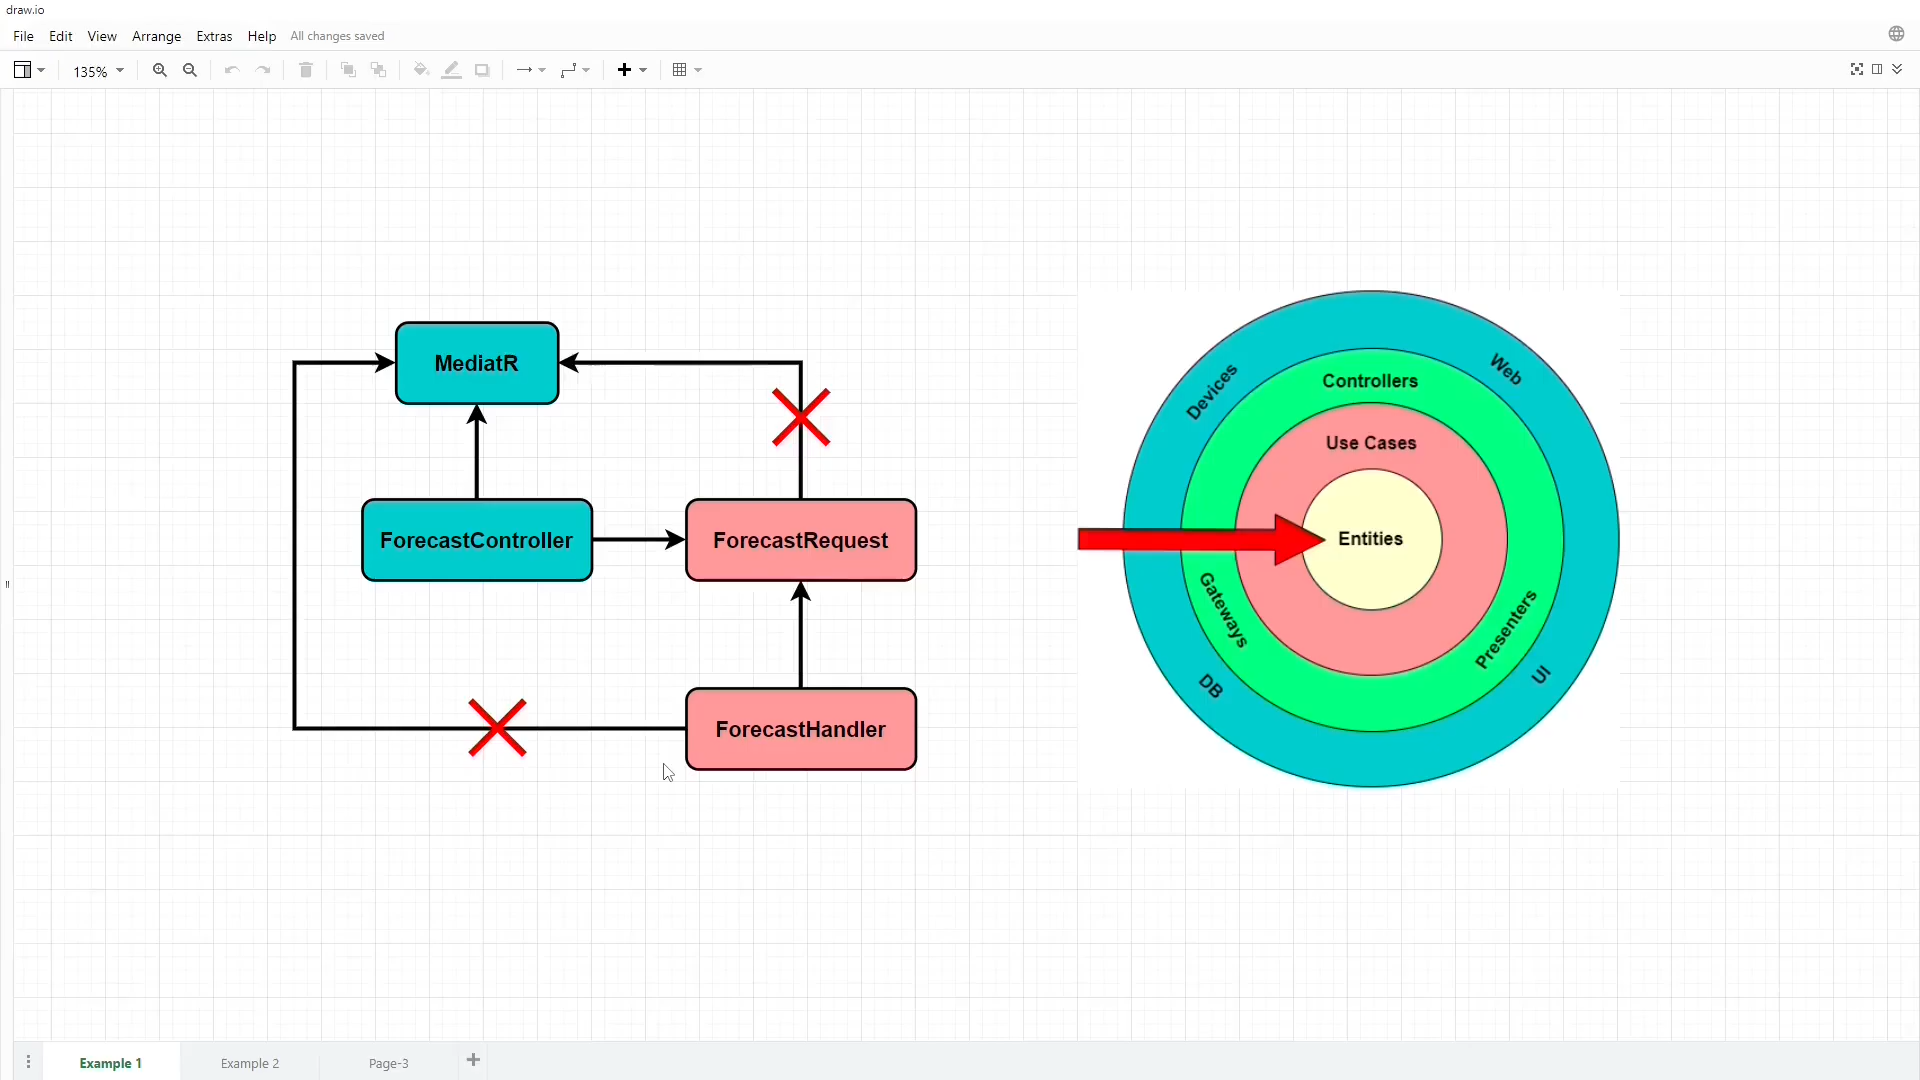 draw.io
File Edit View Arrange Extras Help All changes saved
135%
MediatR
ForecastController
ForecastRequest
ForecastHandler
Devices
Web
Controllers
Use Cases
Entities
Gateways
Presenters
DB
UI
Example 1 Example 2 Page-3